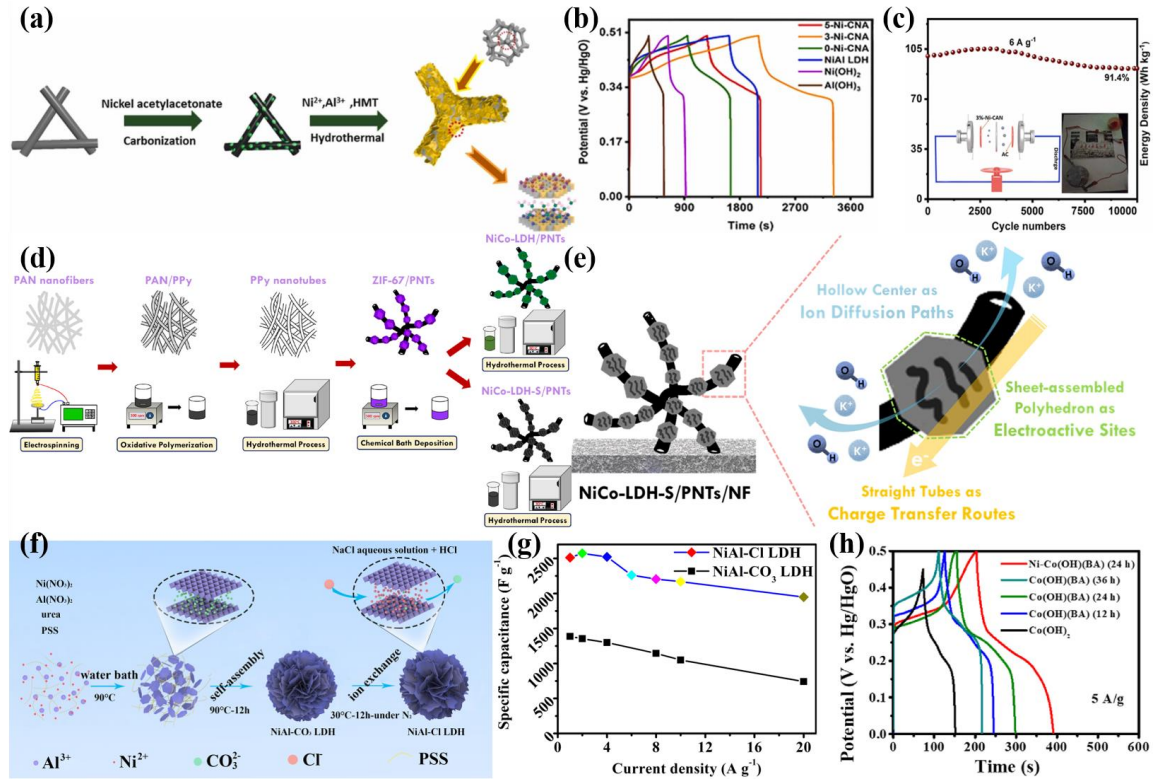 (a)
Nickel acetylacetonate
Carbonization
Ni²⁺,Al³⁺ ,HMT
Hydrothermal
(b)
Potential (V vs. Hg/HgO)
0.51
0.34
0.17
0.00
0
900
1800
2700
3600
Time (s)
5-Ni-CNA
3-Ni-CNA
0-Ni-CNA
NiAl LDH
Ni(OH)₂
Al(OH)₃
(c)
105
70
35
0
6 A g⁻¹
91.4%
3%-Ni-CAN
AC
Energy Density (Wh kg⁻¹)
0
2500
5000
7500
10000
Cycle numbers
(d)
PAN nanofibers
PAN/PPy
PPy nanotubes
ZIF-67/PNTs
NiCo-LDH/PNTs
Hydrothermal Process
NiCo-LDH-S/PNTs
Hydrothermal Process
Electrospinning
Oxidative Polymerization
Hydrothermal Process
Chemical Bath Deposition
(e)
NiCo-LDH-S/PNTs/NF
Hollow Center as
Ion Diffusion Paths
Sheet-assembled
Polyhedron as
Electroactive Sites
Straight Tubes as
Charge Transfer Routes
e⁻
O H
K⁺
K⁺
O H
O H
K⁺
K⁺
O H
(f)
Ni(NO₃)₂
Al(NO₃)₂
urea
PSS
water bath
90°C
self-assembly
90°C-12h
NiAl-CO₃ LDH
NaCl aqueous solution + HCl
ion exchange
30°C-12h-under N₂
NiAl-Cl LDH
Al³⁺
Ni²⁺
CO₃²⁻
Cl⁻
PSS
(g)
Specific capacitance (F g⁻¹)
2500
2000
1500
1000
500
0
NiAl-Cl LDH
NiAl-CO₃ LDH
0
4
8
12
16
20
Current density (A g⁻¹)
(h)
Potential (V vs. Hg/HgO)
0.5
0.4
0.3
0.2
0.1
0.0
Ni-Co(OH)(BA) (24 h)
Co(OH)(BA) (36 h)
Co(OH)(BA) (24 h)
Co(OH)(BA) (12 h)
Co(OH)₂
5 A/g
0
100
200
300
400
500
600
Time (s)